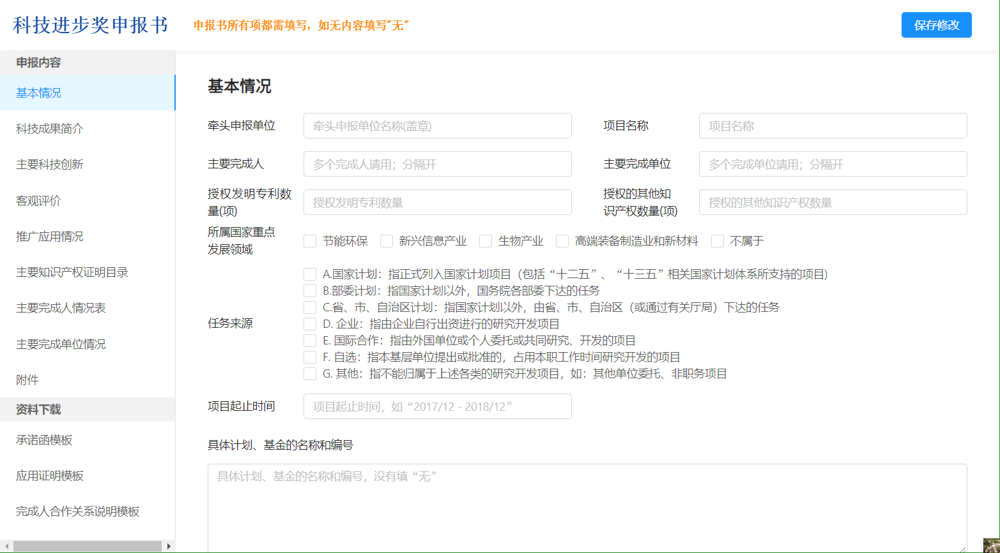 科技进步奖申报书
申报书所有项都需填写，如无内容填写"无"
保存修改
申报内容
基本情况
科技成果简介
主要科技创新
客观评价
推广应用情况
主要知识产权证明目录
主要完成人情况表
主要完成单位情况
附件
资料下载
承诺函模板
应用证明模板
完成人合作关系说明模板
基本情况
牵头申报单位
牵头申报单位名称(盖章)
项目名称
项目名称
主要完成人
多个完成人请用；分隔开
主要完成单位
多个完成单位请用；分隔开
授权发明专利数
量(项)
授权发明专利数量
授权的其他知
识产权数量(项)
授权的其他知识产权数量
所属国家重点
发展领域
节能环保 新兴信息产业 生物产业 高端装备制造业和新材料 不属于
任务来源
A.国家计划：指正式列入国家计划项目（包括“十二五”、“十三五”相关国家计划体系所支持的项目)
B.部委计划：指国家计划以外，国务院各部委下达的任务
C.省、市、自治区计划：指国家计划以外，由省、市、自治区（或通过有关厅局）下达的任务
D. 企业：指由企业自行出资进行的研究开发项目
E. 国际合作：指由外国单位或个人委托或共同研究、开发的项目
F. 自选：指本基层单位提出或批准的，占用本职工作时间研究开发的项目
G. 其他：指不能归属于上述各类的研究开发项目，如：其他单位委托、非职务项目
项目起止时间
项目起止时间，如“2017/12 - 2018/12”
具体计划、基金的名称和编号
具体计划、基金的名称和编号，没有填“无”